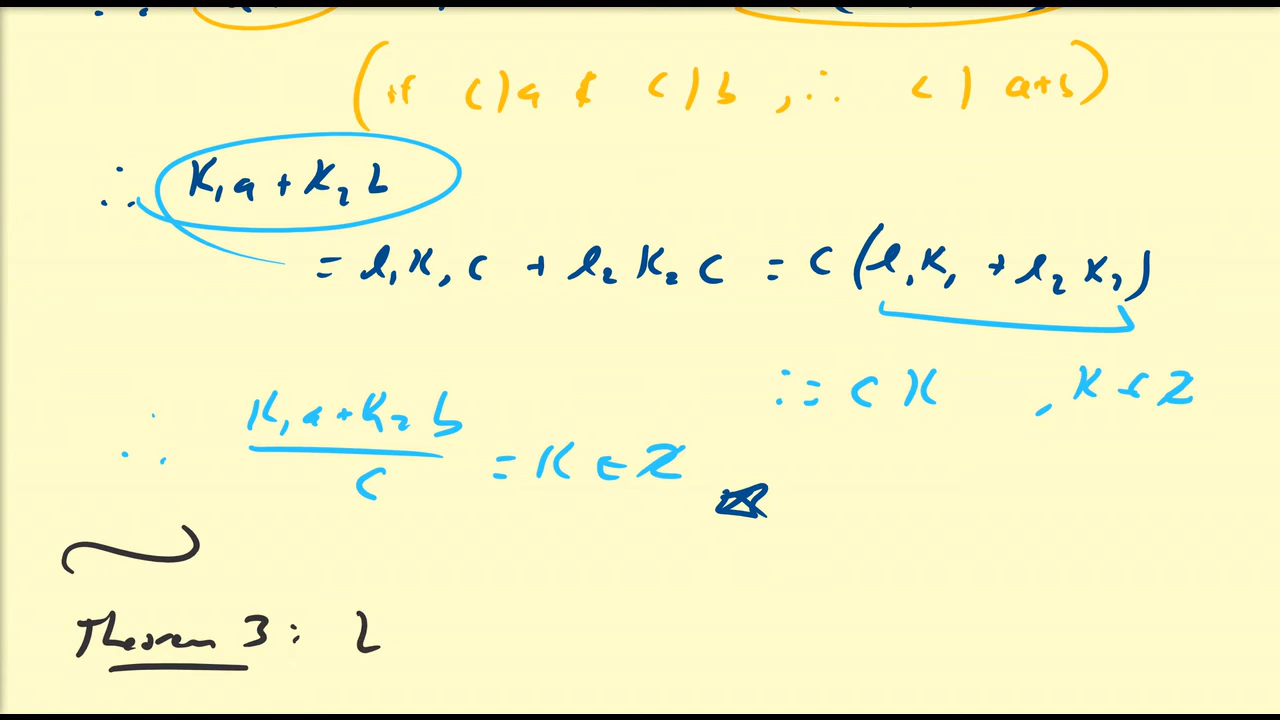 (if c|a & c|b , ∴ c | a+b)
∴ K₁a + K₂b
= l₁K₁c + l₂K₂c = c(l₁K₁ + l₂K₂)
∴ = cK , K ∈ Z
∴ K₁a + K₂b / c = K ∈ Z
Theorem 3: L